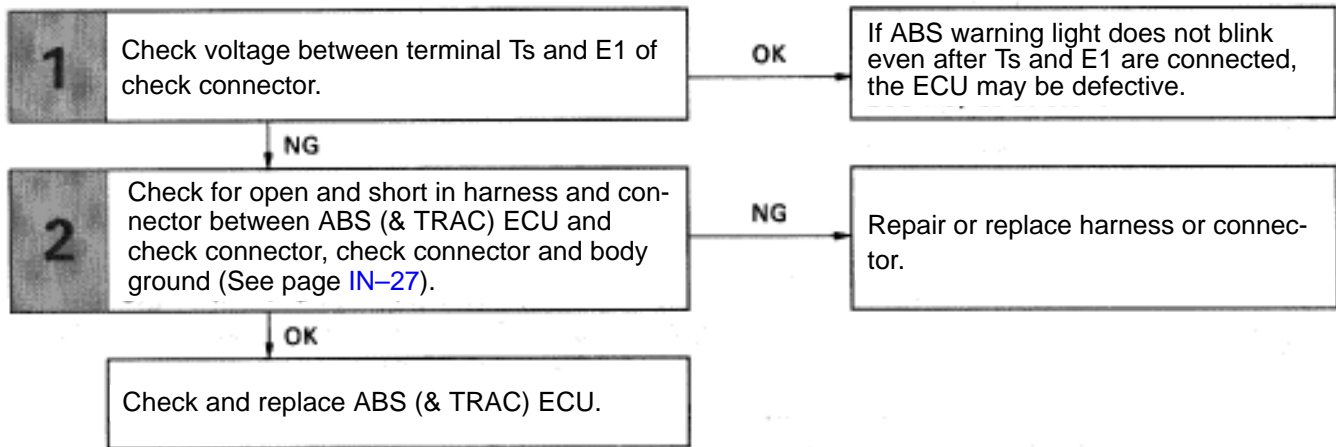 1
Check voltage between terminal Ts and E1 of
check connector.
OK
If ABS warning light does not blink
even after Ts and E1 are connected,
the ECU may be defective.
NG
2
Check for open and short in harness and con-
nector between ABS (& TRAC) ECU and
check connector, check connector and body
ground (See page IN–27).
NG
Repair or replace harness or connec-
tor.
OK
Check and replace ABS (& TRAC) ECU.